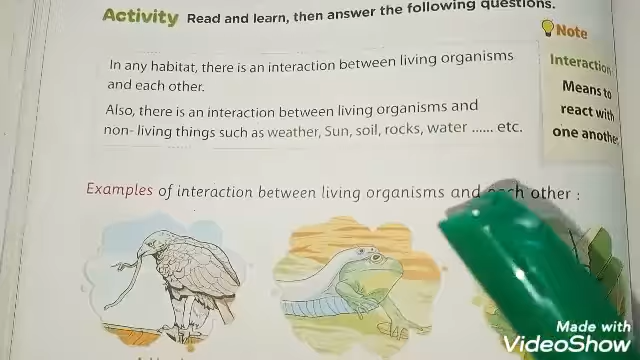 Activity Read and learn, then answer the following questions.
Note
Interaction
Means to
react with
one another
In any habitat, there is an interaction between living organisms
and each other.
Also, there is an interaction between living organisms and
non- living things such as weather, Sun, soil, rocks, water ...... etc.
Examples of interaction between living organisms and each other :
Made with
VideoShow